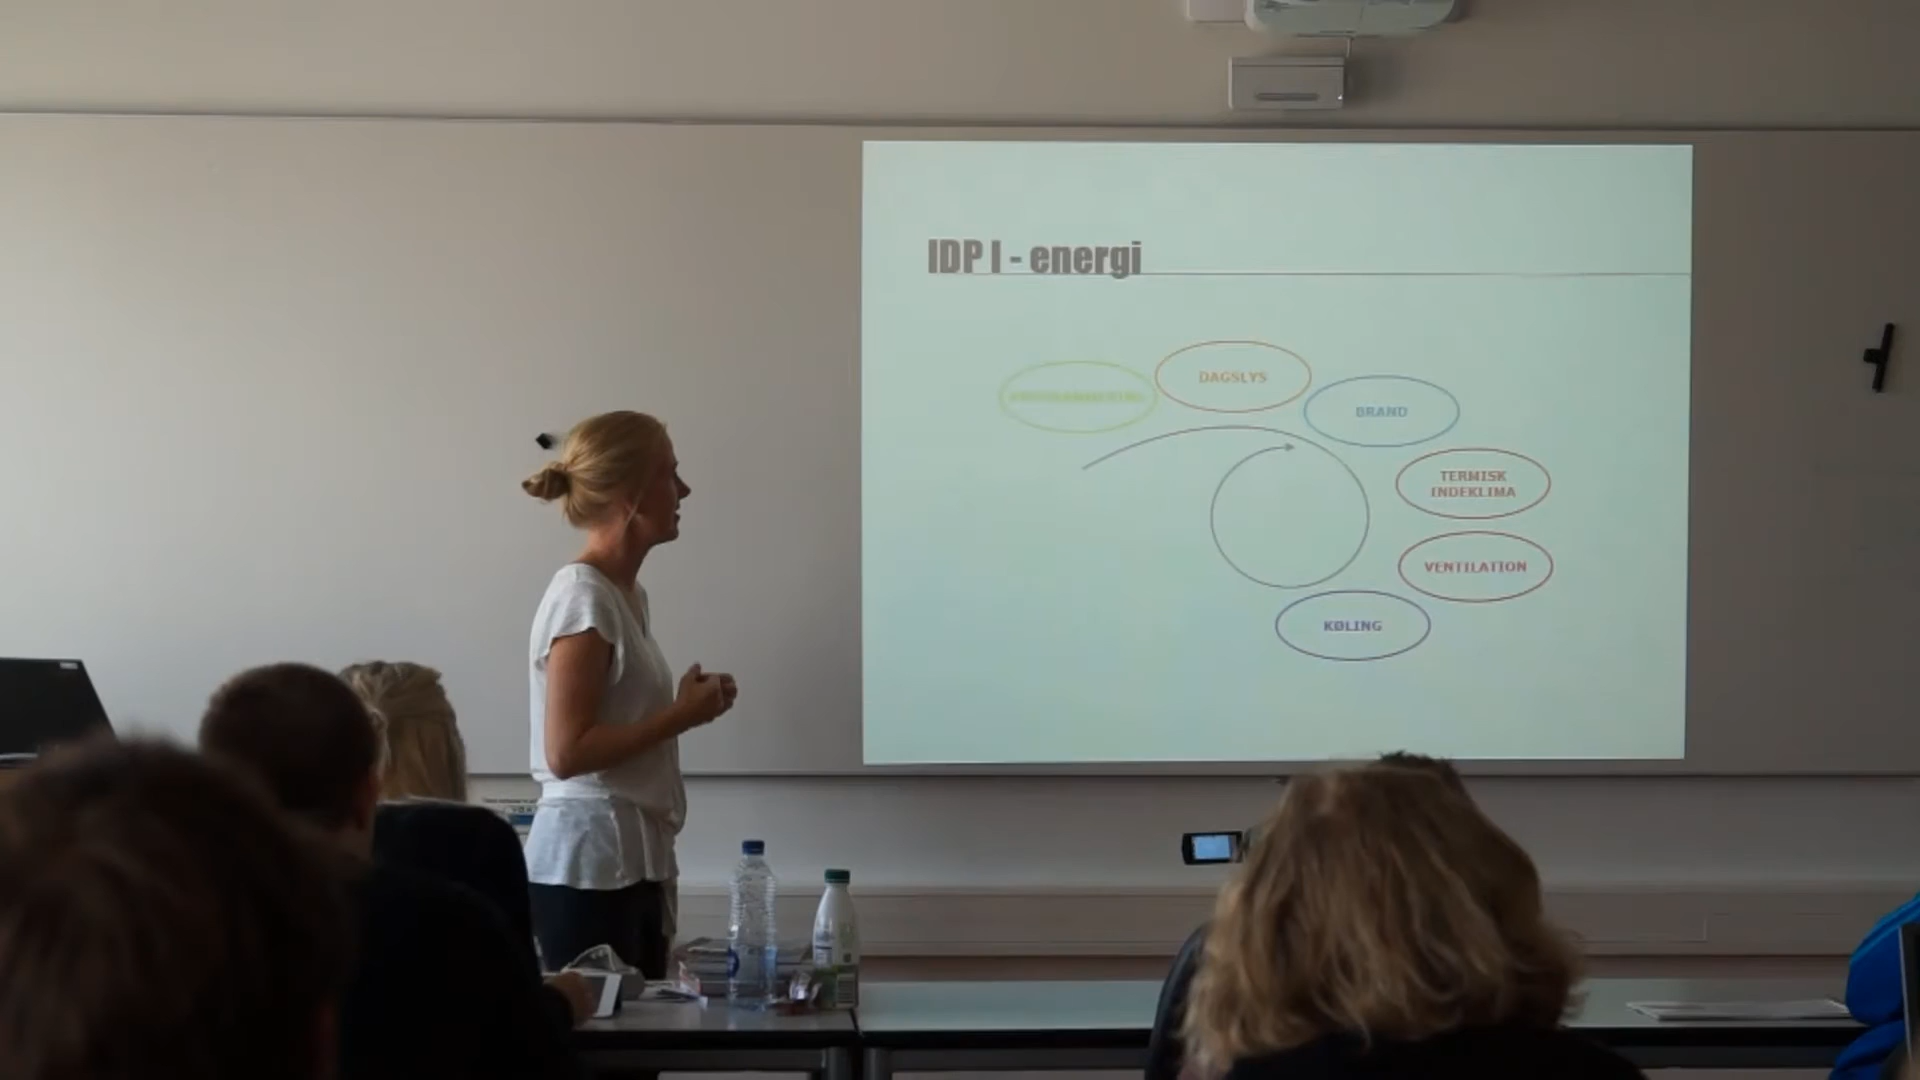 IDP I - energi
DAGSLYS
BRAND
TERMISK
INDEKLIMA
VENTILATION
KØLING